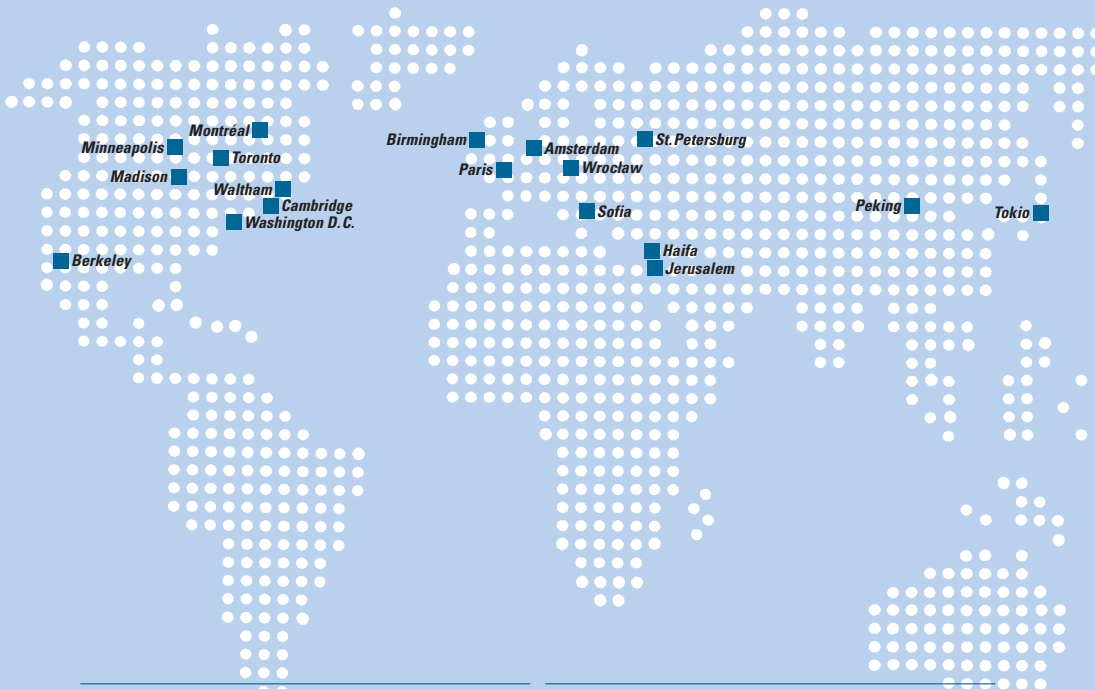 Montréal
Minneapolis
Toronto
Madison
Waltham
Cambridge
Washington D.C.
Berkeley
Birmingham
Amsterdam
St.Petersburg
Paris
Wrocław
Sofia
Haifa
Jerusalem
Peking
Tokio